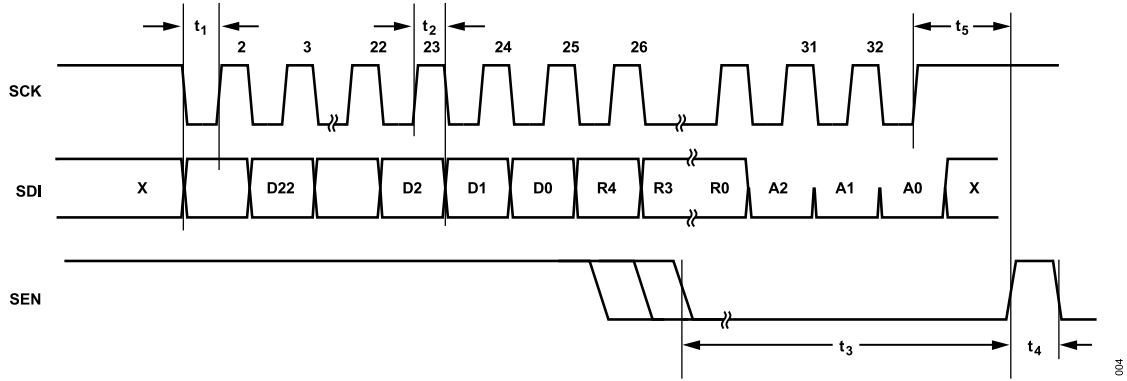 t1 t2 t5
2 3 22 23 24 25 26 31 32
SCK
SDI X D22 D2 D1 D0 R4 R3 R0 A2 A1 A0 X
SEN
t3 t4
004